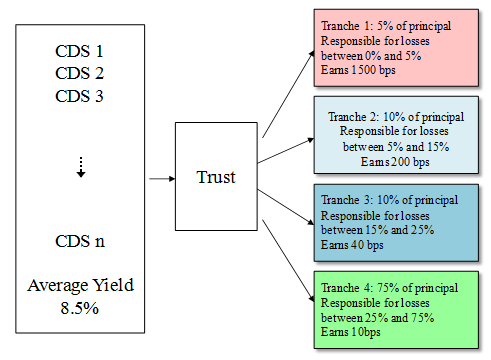 CDS 1
CDS 2
CDS 3
CDS n
Average Yield
8.5%
Trust
Tranche 1: 5% of principal
Responsible for losses
between 0% and 5%
Earns 1500 bps
Tranche 2: 10% of principal
Responsible for losses
between 5% and 15%
Earns 200 bps
Tranche 3: 10% of principal
Responsible for losses
between 15% and 25%
Earns 40 bps
Tranche 4: 75% of principal
Responsible for losses
between 25% and 75%
Earns 10bps